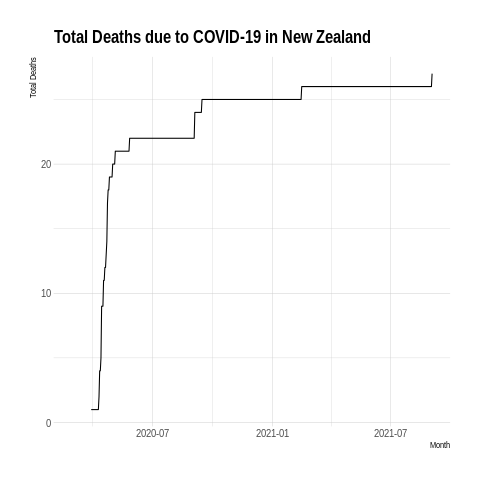 Total Deaths due to COVID-19 in New Zealand
Total Deaths
20
10
0
2020-07 2021-01 2021-07
Month